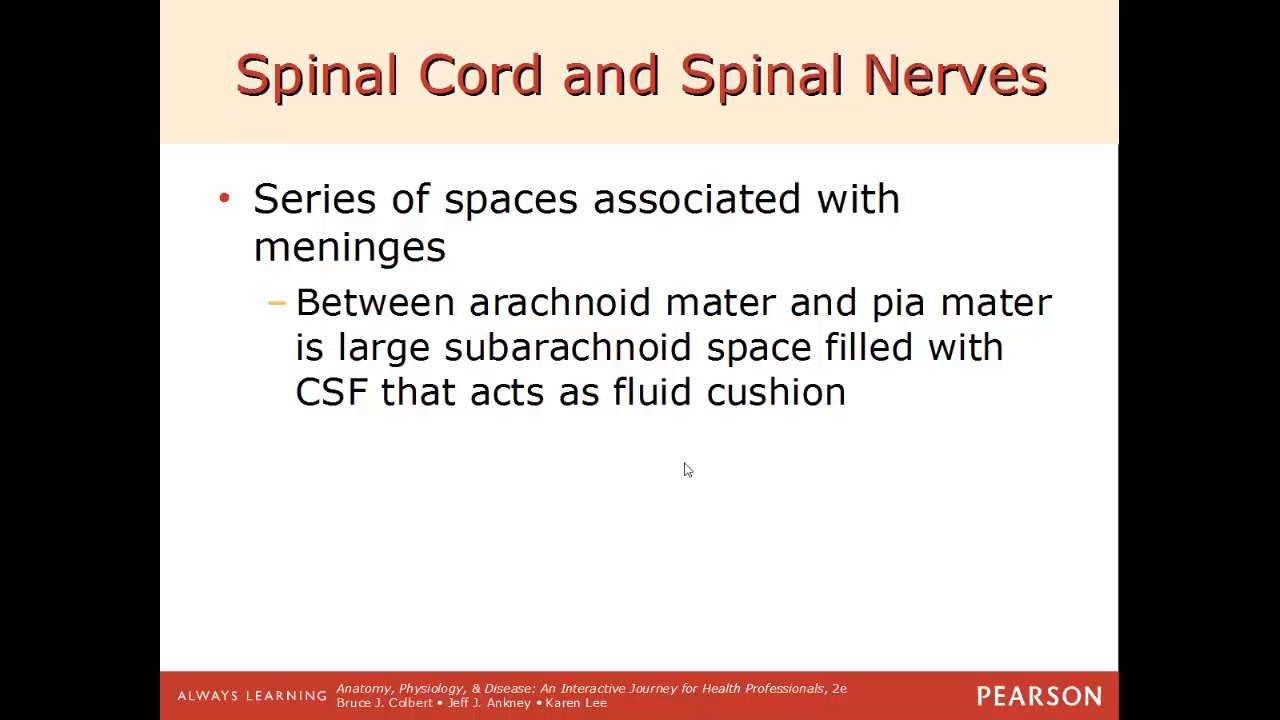 Spinal Cord and Spinal Nerves
• Series of spaces associated with
meninges
– Between arachnoid mater and pia mater
is large subarachnoid space filled with
CSF that acts as fluid cushion
ALWAYS LEARNING
Anatomy, Physiology, & Disease: An Interactive Journey for Health Professionals, 2e
Bruce J. Colbert • Jeff J. Ankney • Karen Lee
PEARSON